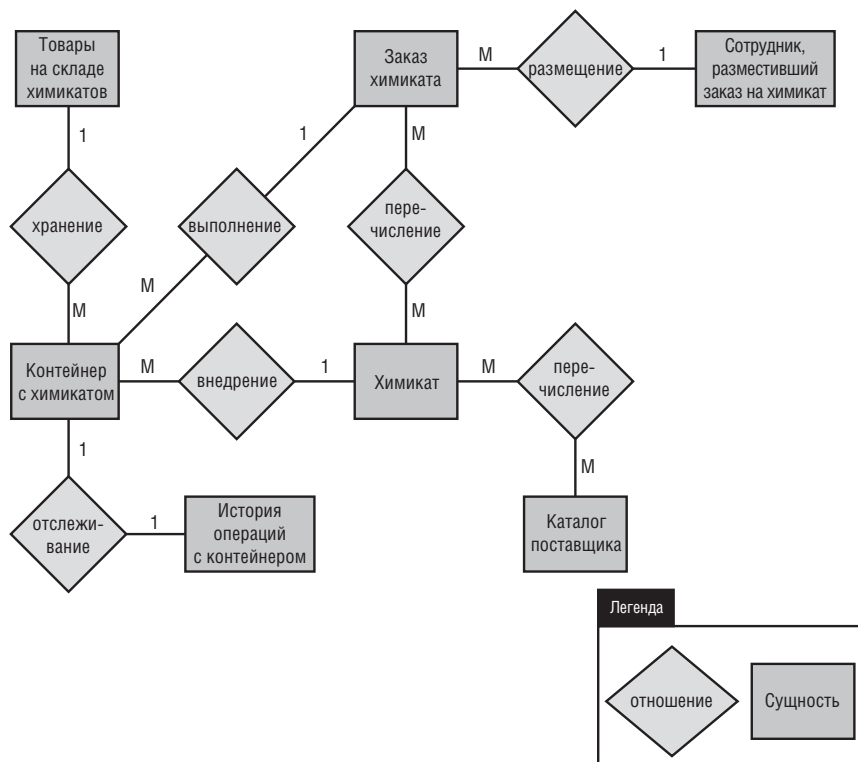 Товары
на складе
химикатов
Заказ
химиката
М
размещение
1
Сотрудник,
разместивший
заказ на химикат
1
1
М
хранение
выполнение
пере-
числение
М
М
М
Контейнер
с химикатом
М
внедрение
1
Химикат
М
пере-
числение
1
М
отслежи-
вание
1
История
операций
с контейнером
Каталог
поставщика
Легенда
отношение
Сущность